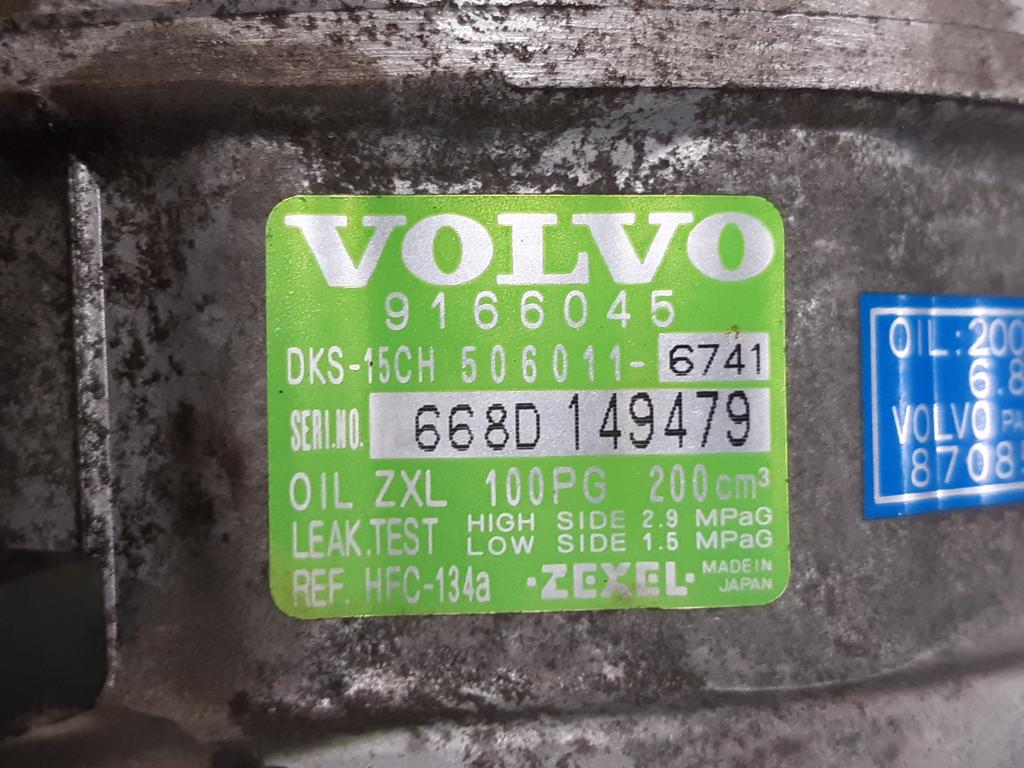 VOLVO
9166045
DKS-15CH 506011-6741
SERI.NO. 668D 149479
OIL ZXL 100PG 200cm³
LEAK.TEST HIGH SIDE 2.9 MPaG
LOW SIDE 1.5 MPaG
REF. HFC-134a ·ZEXEL· MADE IN
JAPAN
OIL:200
6.8
VOLVO PA
8708